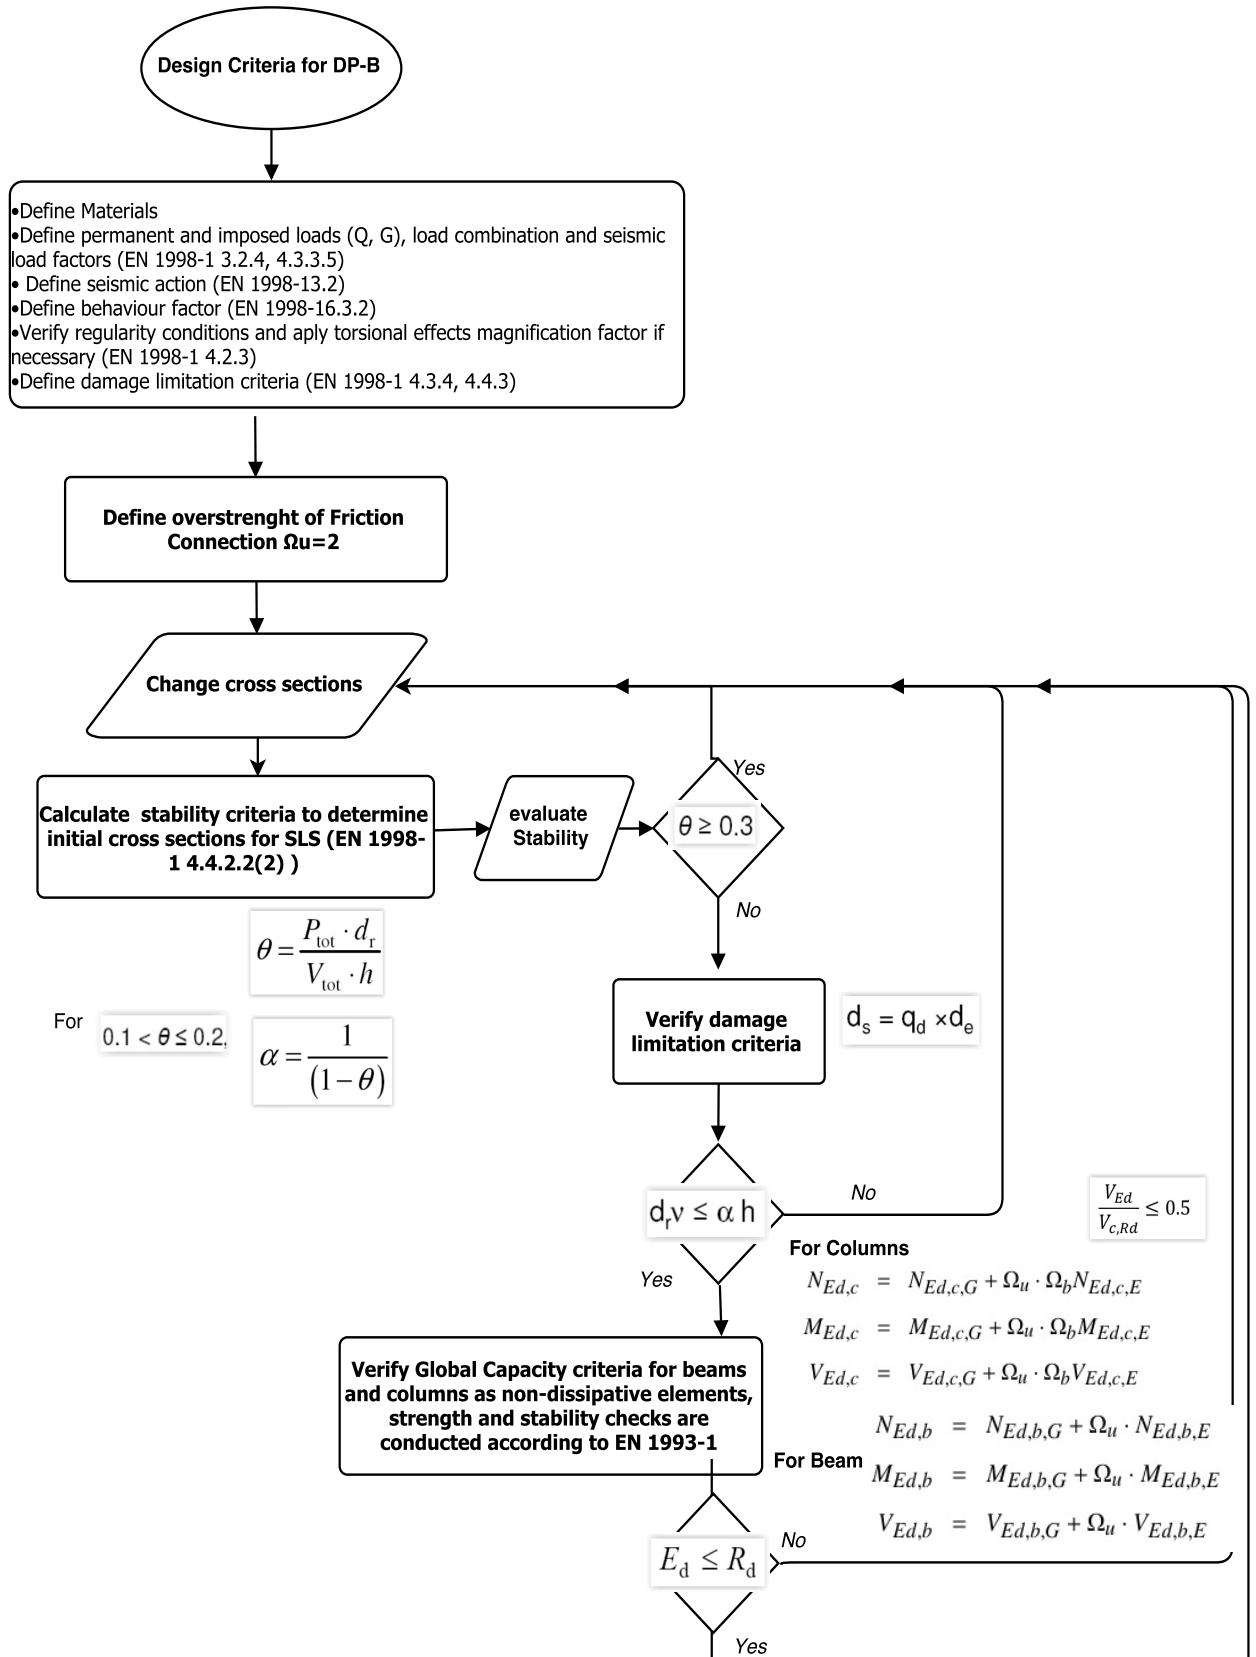 Design Criteria for DP-B
•Define Materials
•Define permanent and imposed loads (Q, G), load combination and seismic
load factors (EN 1998-1 3.2.4, 4.3.3.5)
• Define seismic action (EN 1998-13.2)
•Define behaviour factor (EN 1998-16.3.2)
•Verify regularity conditions and aply torsional effects magnification factor if
necessary (EN 1998-1 4.2.3)
•Define damage limitation criteria (EN 1998-1 4.3.4, 4.4.3)
Define overstrenght of Friction
Connection Ωu=2
Change cross sections
Calculate stability criteria to determine
initial cross sections for SLS (EN 1998-
1 4.4.2.2(2) )
evaluate
Stability
Yes
θ ≥ 0.3
No
θ = P_tot · d_r / V_tot · h
For
0.1 < θ ≤ 0.2,
α = 1 / (1 − θ)
Verify damage
limitation criteria
d_s = q_d ×d_e
d_rν ≤ α h
No
Yes
V_Ed / V_c,Rd ≤ 0.5
For Columns
N_Ed,c = N_Ed,c,G + Ω_u · Ω_b N_Ed,c,E
M_Ed,c = M_Ed,c,G + Ω_u · Ω_b M_Ed,c,E
V_Ed,c = V_Ed,c,G + Ω_u · Ω_b V_Ed,c,E
Verify Global Capacity criteria for beams
and columns as non-dissipative elements,
strength and stability checks are
conducted according to EN 1993-1
For Beam
N_Ed,b = N_Ed,b,G + Ω_u · N_Ed,b,E
M_Ed,b = M_Ed,b,G + Ω_u · M_Ed,b,E
V_Ed,b = V_Ed,b,G + Ω_u · V_Ed,b,E
E_d ≤ R_d
No
Yes